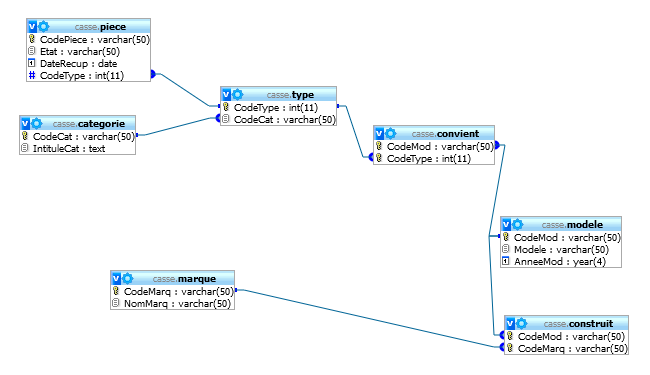 casse.piece
CodePiece : varchar(50)
Etat : varchar(50)
DateRecup : date
CodeType : int(11)
casse.type
CodeType : int(11)
CodeCat : varchar(50)
casse.categorie
CodeCat : varchar(50)
IntituleCat : text
casse.convient
CodeMod : varchar(50)
CodeType : int(11)
casse.modele
CodeMod : varchar(50)
Modele : varchar(50)
AnneeMod : year(4)
casse.marque
CodeMarq : varchar(50)
NomMarq : varchar(50)
casse.construit
CodeMod : varchar(50)
CodeMarq : varchar(50)